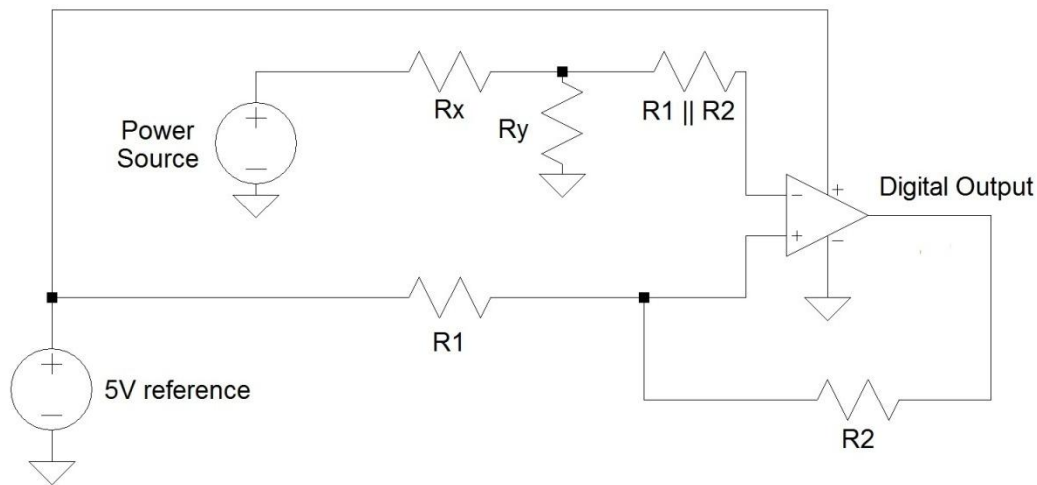 Rx
R1 || R2
Power
Source
Ry
Digital Output
R1
5V reference
R2